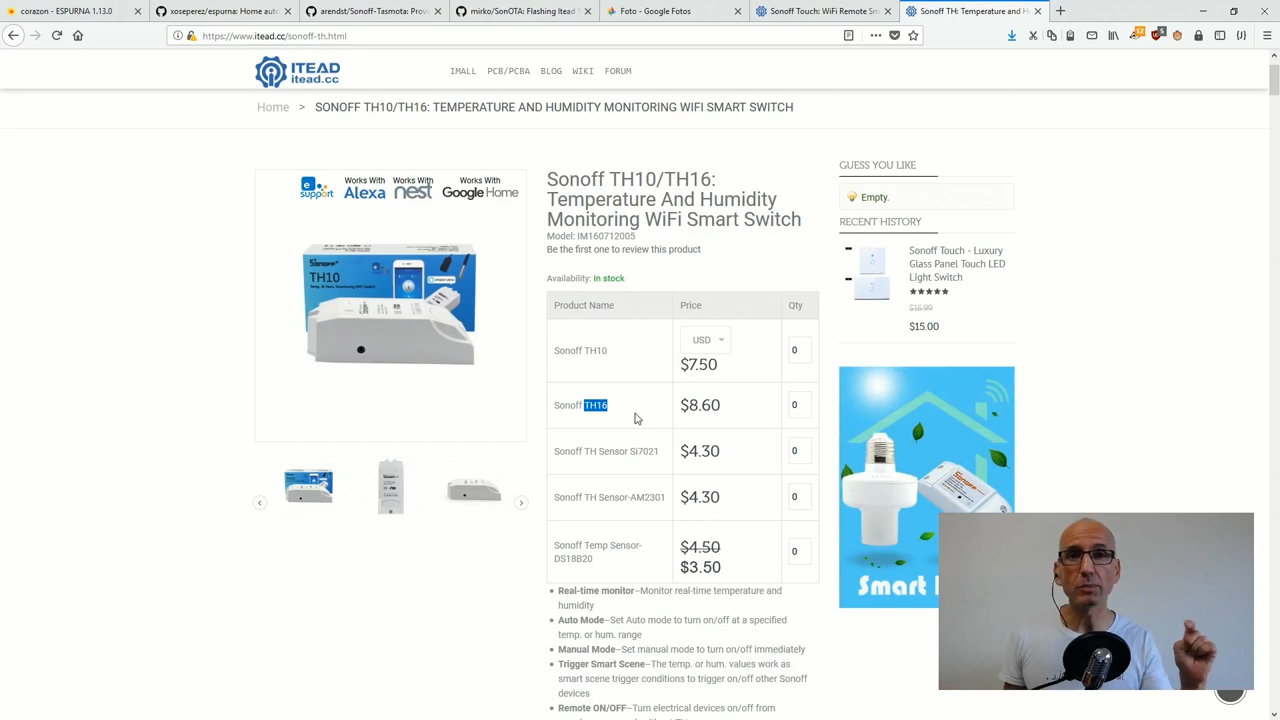 corazon - ESPURNA 1.13.0
xoseperez/espurna: Home auto
arendst/Sonoff-Tasmota: Prov
mirko/SonOTA: Flashing Itead S
Foto - Google Fotos
Sonoff Touch: WiFi Remote Sm
Sonoff TH: Temperature and H
https://www.itead.cc/sonoff-th.html
12
5
ITEAD
itead.cc
IMALL PCB/PCBA BLOG WIKI FORUM
Home > SONOFF TH10/TH16: TEMPERATURE AND HUMIDITY MONITORING WIFI SMART SWITCH
support
Works With Alexa
Works With nest
Works With Google Home
Sonoff
TH10
Sonoff TH10/TH16:
Temperature And Humidity
Monitoring WiFi Smart Switch
Model: IM160712005
Be the first one to review this product
Availability: In stock
Product Name Price Qty
Sonoff TH10 USD $7.50 0
Sonoff TH16 $8.60 0
Sonoff TH Sensor Si7021 $4.30 0
Sonoff TH Sensor-AM2301 $4.30 0
Sonoff Temp Sensor-
DS18B20
$4.50
$3.50
0
• Real-time monitor–Monitor real-time temperature and
humidity
• Auto Mode–Set Auto mode to turn on/off at a specified
temp. or hum. range
• Manual Mode–Set manual mode to turn on/off immediately
• Trigger Smart Scene–The temp. or hum. values work as
smart scene trigger conditions to trigger on/off other Sonoff
devices
• Remote ON/OFF–Turn electrical devices on/off from
GUESS YOU LIKE
Empty.
RECENT HISTORY
Sonoff Touch - Luxury
Glass Panel Touch LED
Light Switch
$16.99
$15.00
Smart